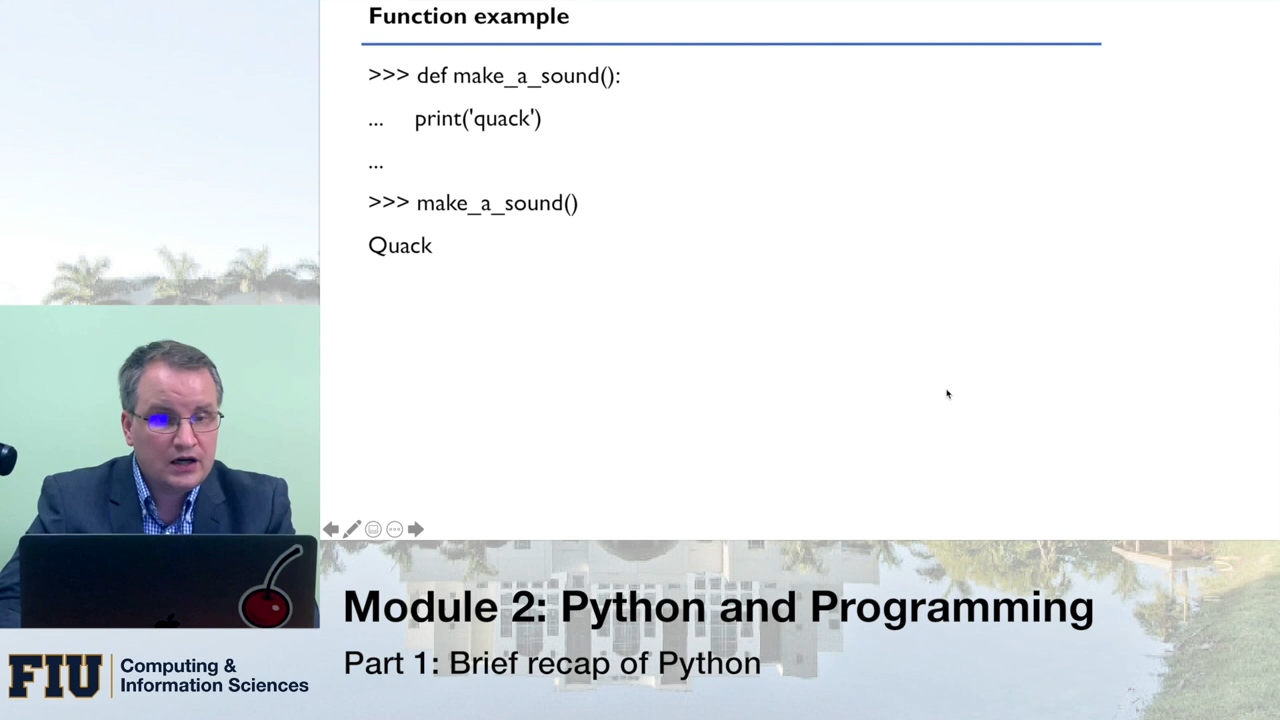 Function example
>>> def make_a_sound():
... print('quack')
...
>>> make_a_sound()
Quack
Module 2: Python and Programming
Part 1: Brief recap of Python
FIU
Computing &
Information Sciences